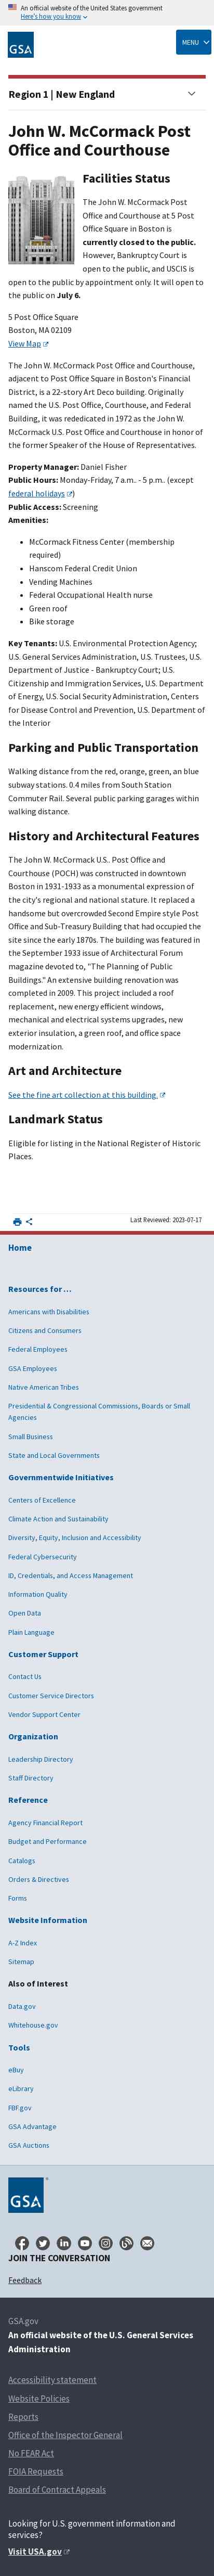 An official website of the United States government
Here's how you know
GSA
MENU
Region 1 | New England
John W. McCormack Post
Office and Courthouse
Facilities Status
The John W. McCormack Post
Office and Courthouse at 5 Post
Office Square in Boston is
currently closed to the public.
However, Bankruptcy Court is
open to the public, and USCIS is
open to the public by appointment only. It will open to
the public on July 6.
5 Post Office Square
Boston, MA 02109
View Map
The John W. McCormack Post Office and Courthouse,
adjacent to Post Office Square in Boston's Financial
District, is a 22-story Art Deco building. Originally
named the U.S. Post Office, Courthouse, and Federal
Building, it was rededicated in 1972 as the John W.
McCormack U.S. Post Office and Courthouse in honor of
the former Speaker of the House of Representatives.
Property Manager: Daniel Fisher
Public Hours: Monday-Friday, 7 a.m.. - 5 p.m.. (except
federal holidays)
Public Access: Screening
Amenities:
McCormack Fitness Center (membership
required)
Hanscom Federal Credit Union
Vending Machines
Federal Occupational Health nurse
Green roof
Bike storage
Key Tenants: U.S. Environmental Protection Agency;
U.S. General Services Administration, U.S. Trustees, U.S.
Department of Justice - Bankruptcy Court; U.S.
Citizenship and Immigration Services, U.S. Department
of Energy, U.S. Social Security Administration, Centers
for Disease Control and Prevention, U.S. Department of
the Interior
Parking and Public Transportation
Walking distance from the red, orange, green, an blue
subway stations. 0.4 miles from South Station
Commuter Rail. Several public parking garages within
walking distance.
History and Architectural Features
The John W. McCormack U.S.. Post Office and
Courthouse (POCH) was constructed in downtown
Boston in 1931-1933 as a monumental expression of
the city's regional and national stature. It replaced a
handsome but overcrowded Second Empire style Post
Office and Sub-Treasury Building that had occupied the
site since the early 1870s. The building was featured in
the September 1933 issue of Architectural Forum
magazine devoted to, "The Planning of Public
Buildings." An extensive building renovation was
completed in 2009. This project included a roof
replacement, new energy efficient windows,
mechanical and electrical systems upgrades, new
exterior insulation, a green roof, and office space
modernization.
Art and Architecture
See the fine art collection at this building.
Landmark Status
Eligible for listing in the National Register of Historic
Places.
Last Reviewed: 2023-07-17
Home
Resources for …
Americans with Disabilities
Citizens and Consumers
Federal Employees
GSA Employees
Native American Tribes
Presidential & Congressional Commissions, Boards or Small
Agencies
Small Business
State and Local Governments
Governmentwide Initiatives
Centers of Excellence
Climate Action and Sustainability
Diversity, Equity, Inclusion and Accessibility
Federal Cybersecurity
ID, Credentials, and Access Management
Information Quality
Open Data
Plain Language
Customer Support
Contact Us
Customer Service Directors
Vendor Support Center
Organization
Leadership Directory
Staff Directory
Reference
Agency Financial Report
Budget and Performance
Catalogs
Orders & Directives
Forms
Website Information
A-Z Index
Sitemap
Also of Interest
Data.gov
Whitehouse.gov
Tools
eBuy
eLibrary
FBF.gov
GSA Advantage
GSA Auctions
GSA
JOIN THE CONVERSATION
Feedback
GSA.gov
An official website of the U.S. General Services
Administration
Accessibility statement
Website Policies
Reports
Office of the Inspector General
No FEAR Act
FOIA Requests
Board of Contract Appeals
Looking for U.S. government information and
services?
Visit USA.gov